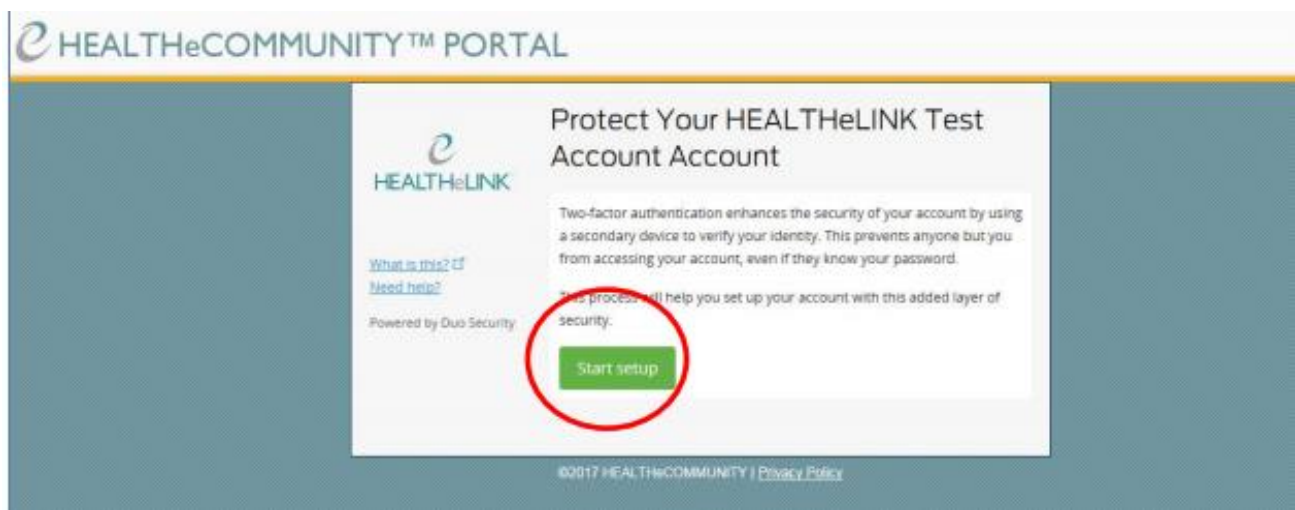 e HEALTHeCOMMUNITY™ PORTAL
e
HEALTHeLINK
What is this?
Need help?
Powered by Duo Security
Protect Your HEALTHeLINK Test
Account Account
Two-factor authentication enhances the security of your account by using
a secondary device to verify your identity. This prevents anyone but you
from accessing your account, even if they know your password.
This process will help you set up your account with this added layer of
security.
Start setup
©2017 HEALTHeCOMMUNITY | Privacy Policy